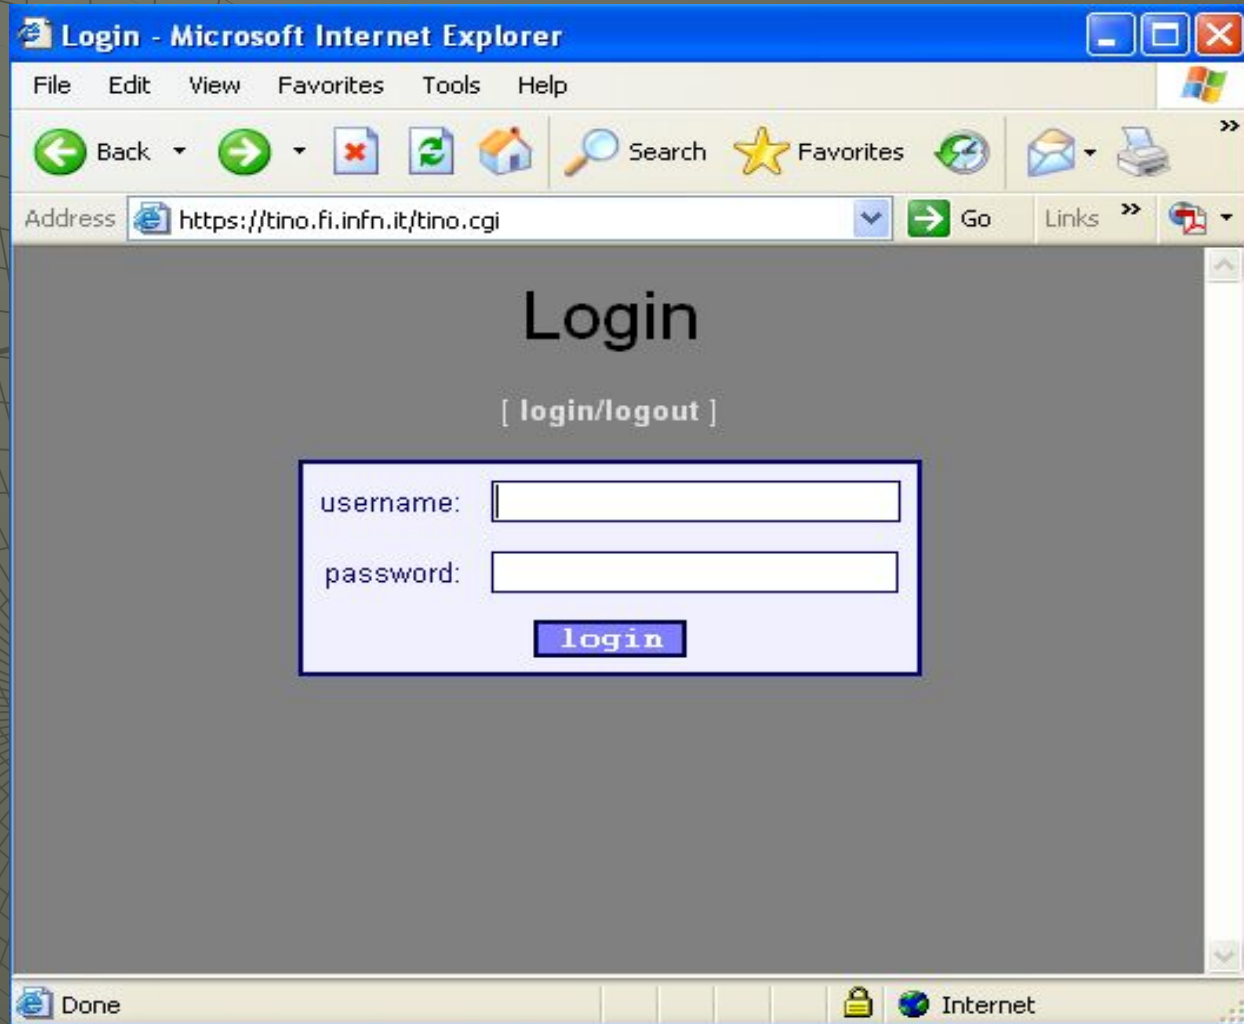 Login - Microsoft Internet Explorer
File Edit View Favorites Tools Help
Back Search Favorites »
Address https://tino.fi.infn.it/tino.cgi Go Links »
Login
[ login/logout ]
username:
password:
login
Done Internet